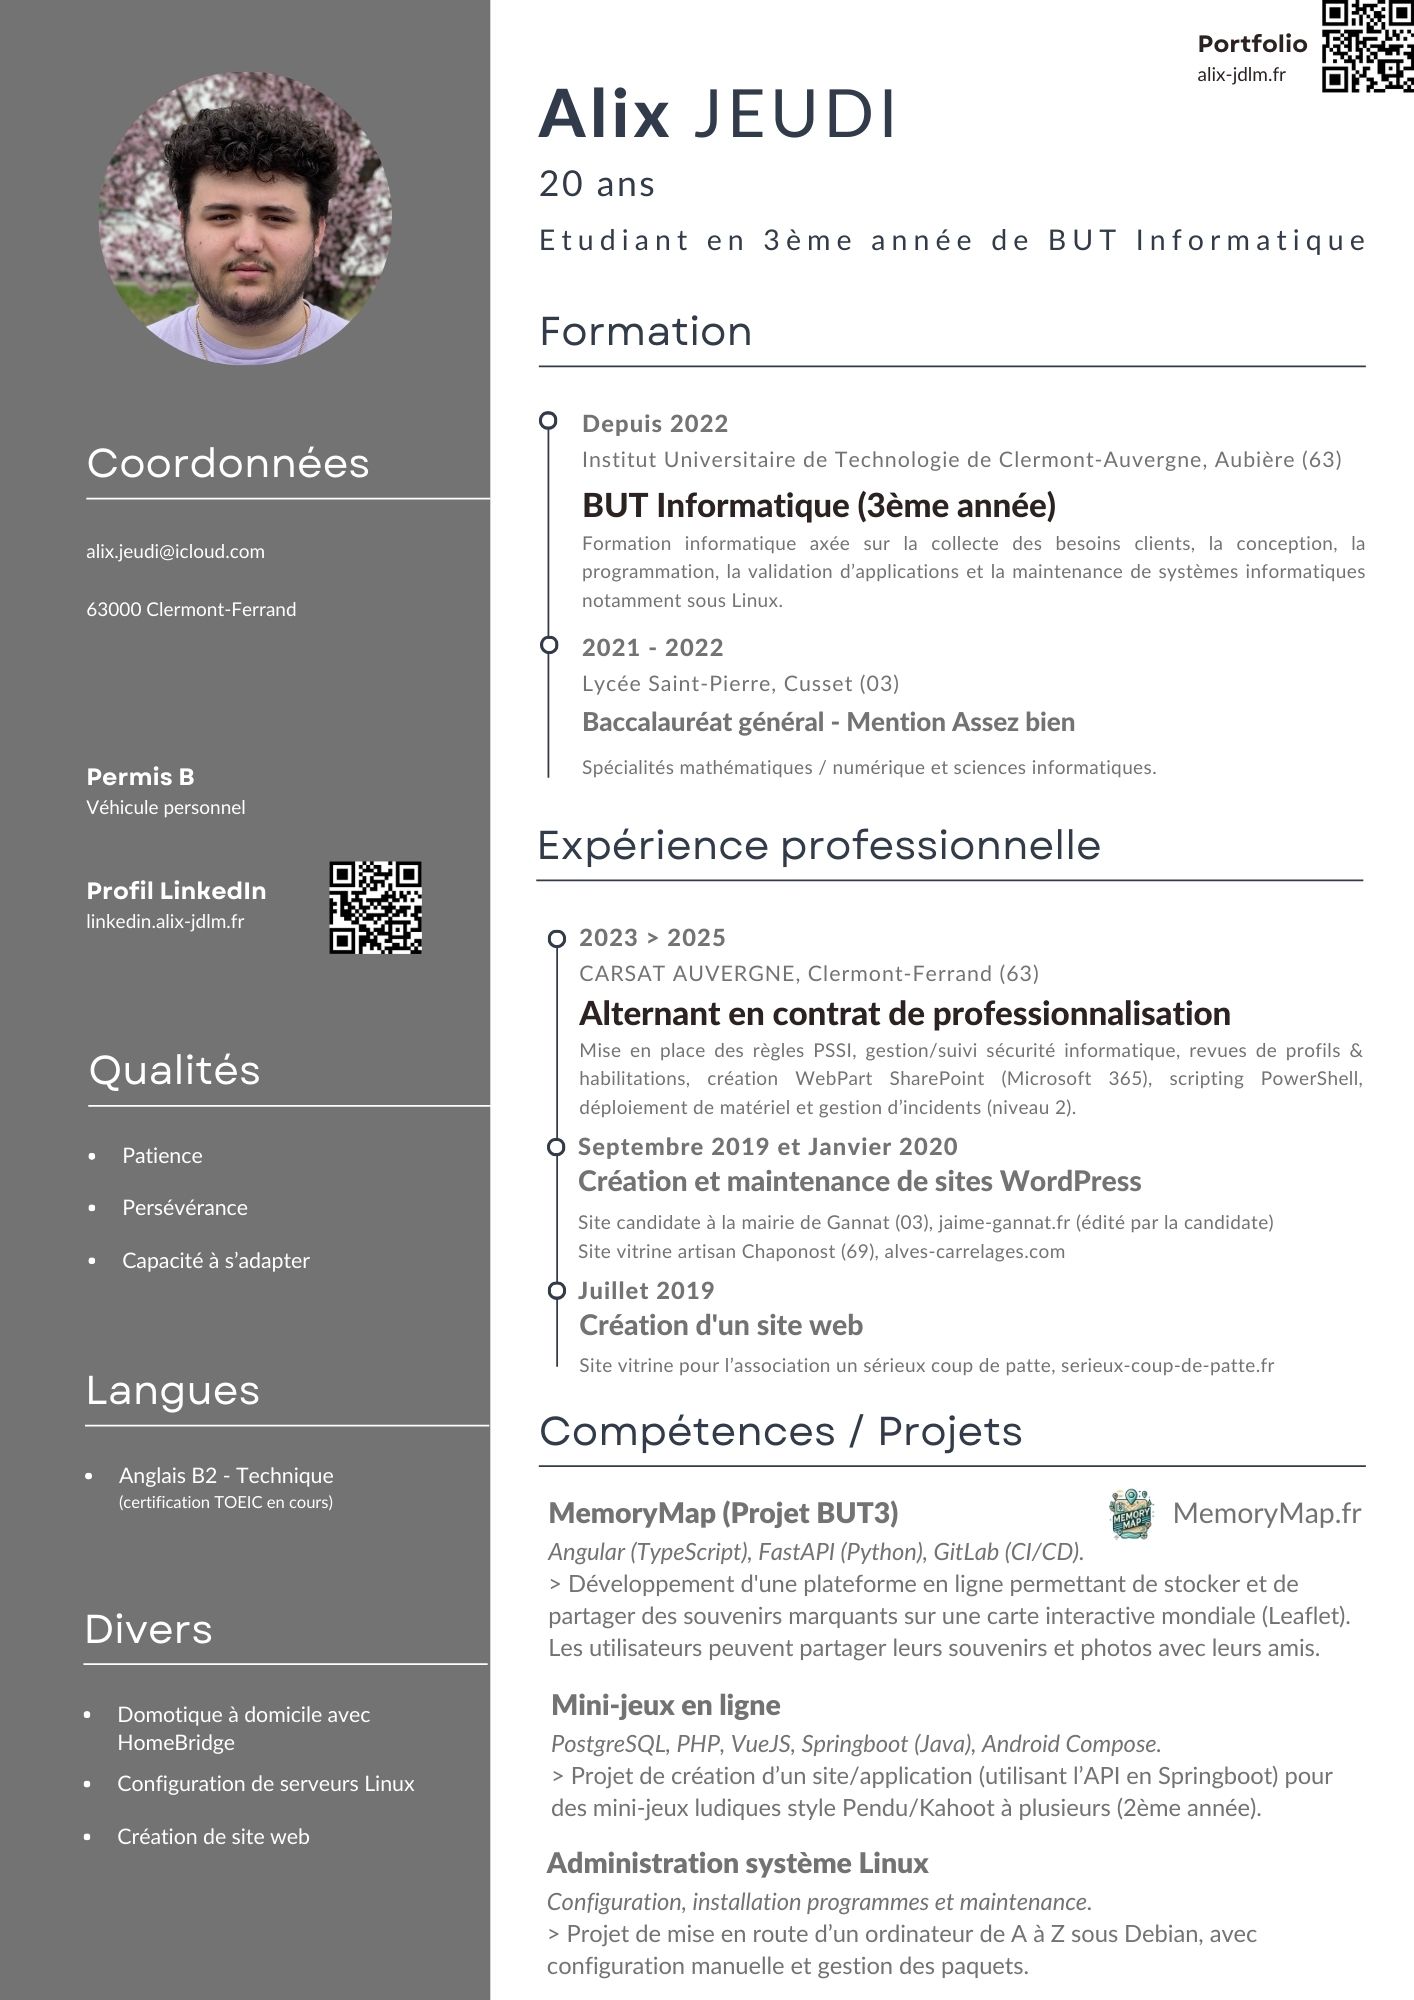 Portfolio
alix-jdlm.fr
Alix JEUDI
20 ans
Etudiant en 3ème année de BUT Informatique
Coordonnées
alix.jeudi@icloud.com
63000 Clermont-Ferrand
Permis B
Véhicule personnel
Profil LinkedIn
linkedin.alix-jdlm.fr
Qualités
• Patience
• Persévérance
• Capacité à s’adapter
Langues
• Anglais B2 - Technique
(certification TOEIC en cours)
Divers
• Domotique à domicile avec
HomeBridge
• Configuration de serveurs Linux
• Création de site web
Formation
Depuis 2022
Institut Universitaire de Technologie de Clermont-Auvergne, Aubière (63)
BUT Informatique (3ème année)
Formation informatique axée sur la collecte des besoins clients, la conception, la
programmation, la validation d’applications et la maintenance de systèmes informatiques
notamment sous Linux.
2021 - 2022
Lycée Saint-Pierre, Cusset (03)
Baccalauréat général - Mention Assez bien
Spécialités mathématiques / numérique et sciences informatiques.
Expérience professionnelle
2023 > 2025
CARSAT AUVERGNE, Clermont-Ferrand (63)
Alternant en contrat de professionnalisation
Mise en place des règles PSSI, gestion/suivi sécurité informatique, revues de profils &
habilitations, création WebPart SharePoint (Microsoft 365), scripting PowerShell,
déploiement de matériel et gestion d’incidents (niveau 2).
Septembre 2019 et Janvier 2020
Création et maintenance de sites WordPress
Site candidate à la mairie de Gannat (03), jaime-gannat.fr (édité par la candidate)
Site vitrine artisan Chaponost (69), alves-carrelages.com
Juillet 2019
Création d'un site web
Site vitrine pour l’association un sérieux coup de patte, serieux-coup-de-patte.fr
Compétences / Projets
MemoryMap (Projet BUT3)
MEMORY
MAP
MemoryMap.fr
Angular (TypeScript), FastAPI (Python), GitLab (CI/CD).
> Développement d'une plateforme en ligne permettant de stocker et de
partager des souvenirs marquants sur une carte interactive mondiale (Leaflet).
Les utilisateurs peuvent partager leurs souvenirs et photos avec leurs amis.
Mini-jeux en ligne
PostgreSQL, PHP, VueJS, Springboot (Java), Android Compose.
> Projet de création d’un site/application (utilisant l’API en Springboot) pour
des mini-jeux ludiques style Pendu/Kahoot à plusieurs (2ème année).
Administration système Linux
Configuration, installation programmes et maintenance.
> Projet de mise en route d’un ordinateur de A à Z sous Debian, avec
configuration manuelle et gestion des paquets.